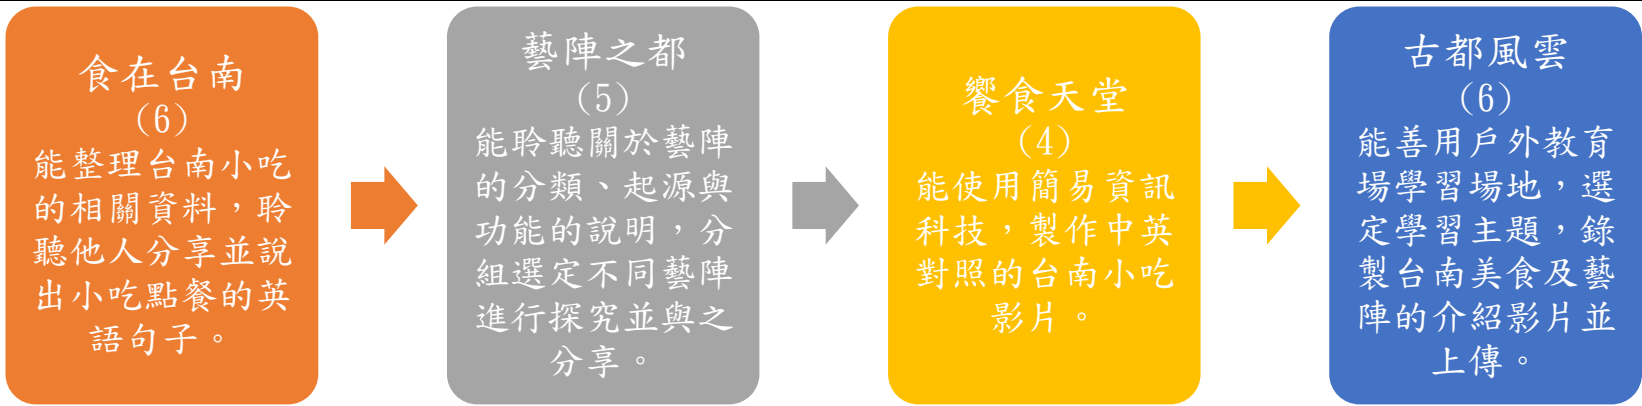 食在台南
(6)
能整理台南小吃
的相關資料，聆
聽他人分享並說
出小吃點餐的英
語句子。
藝陣之都
(5)
能聆聽關於藝陣
的分類、起源與
功能的說明，分
組選定不同藝陣
進行探究並與之
分享。
饗食天堂
(4)
能使用簡易資訊
科技，製作中英
對照的台南小吃
影片。
古都風雲
(6)
能善用戶外教育
場學習場地，選
定學習主題，錄
製台南美食及藝
陣的介紹影片並
上傳。